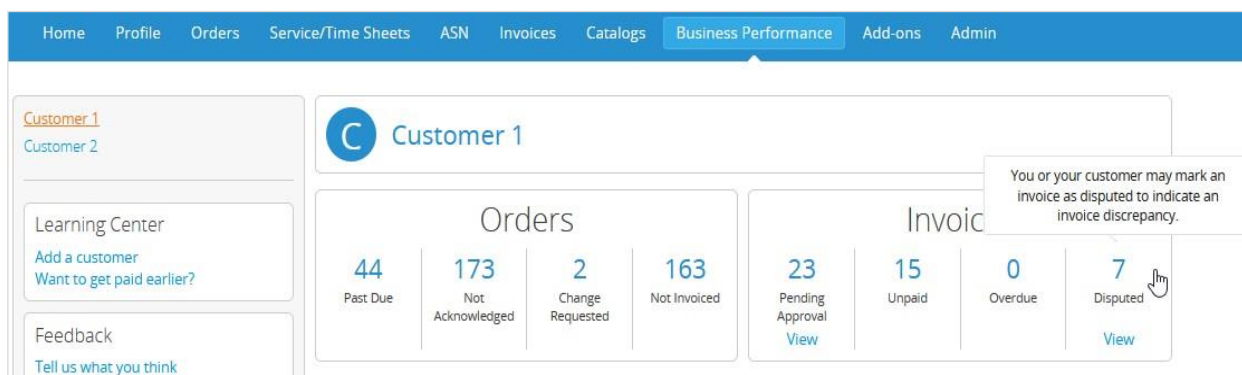 Home Profile Orders Service/Time Sheets ASN Invoices Catalogs Business Performance Add-ons Admin
Customer 1
Customer 2
Learning Center
Add a customer
Want to get paid earlier?
Feedback
Tell us what you think
C Customer 1
You or your customer may mark an
invoice as disputed to indicate an
invoice discrepancy.
Orders
44 173 2 163
Past Due Not Change Not Invoiced
Acknowledged Requested
Invoic
23 15 0 7
Pending Unpaid Overdue Disputed
Approval
View View